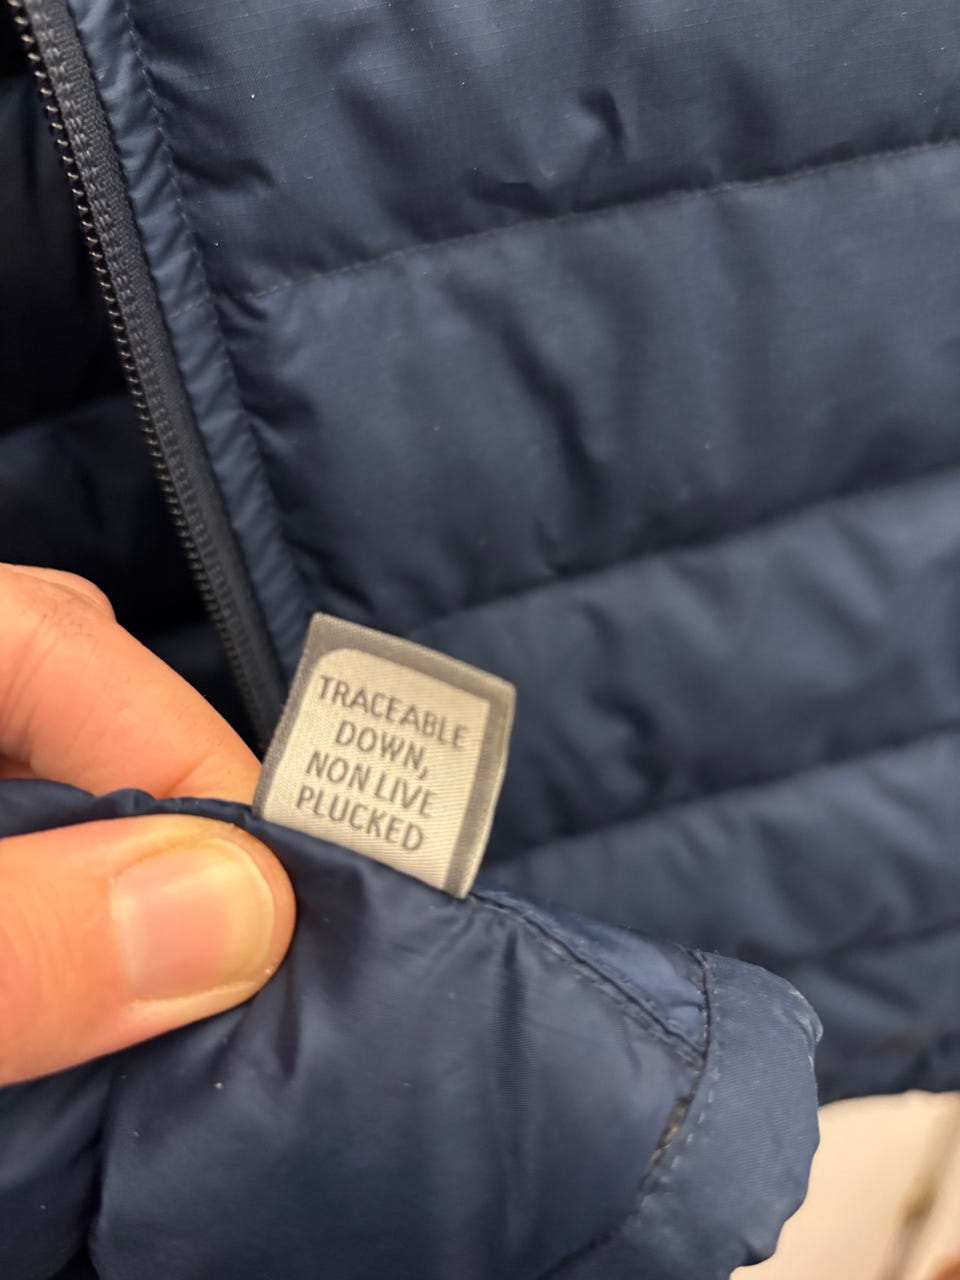 TRACEABLE
DOWN,
NON LIVE
PLUCKED